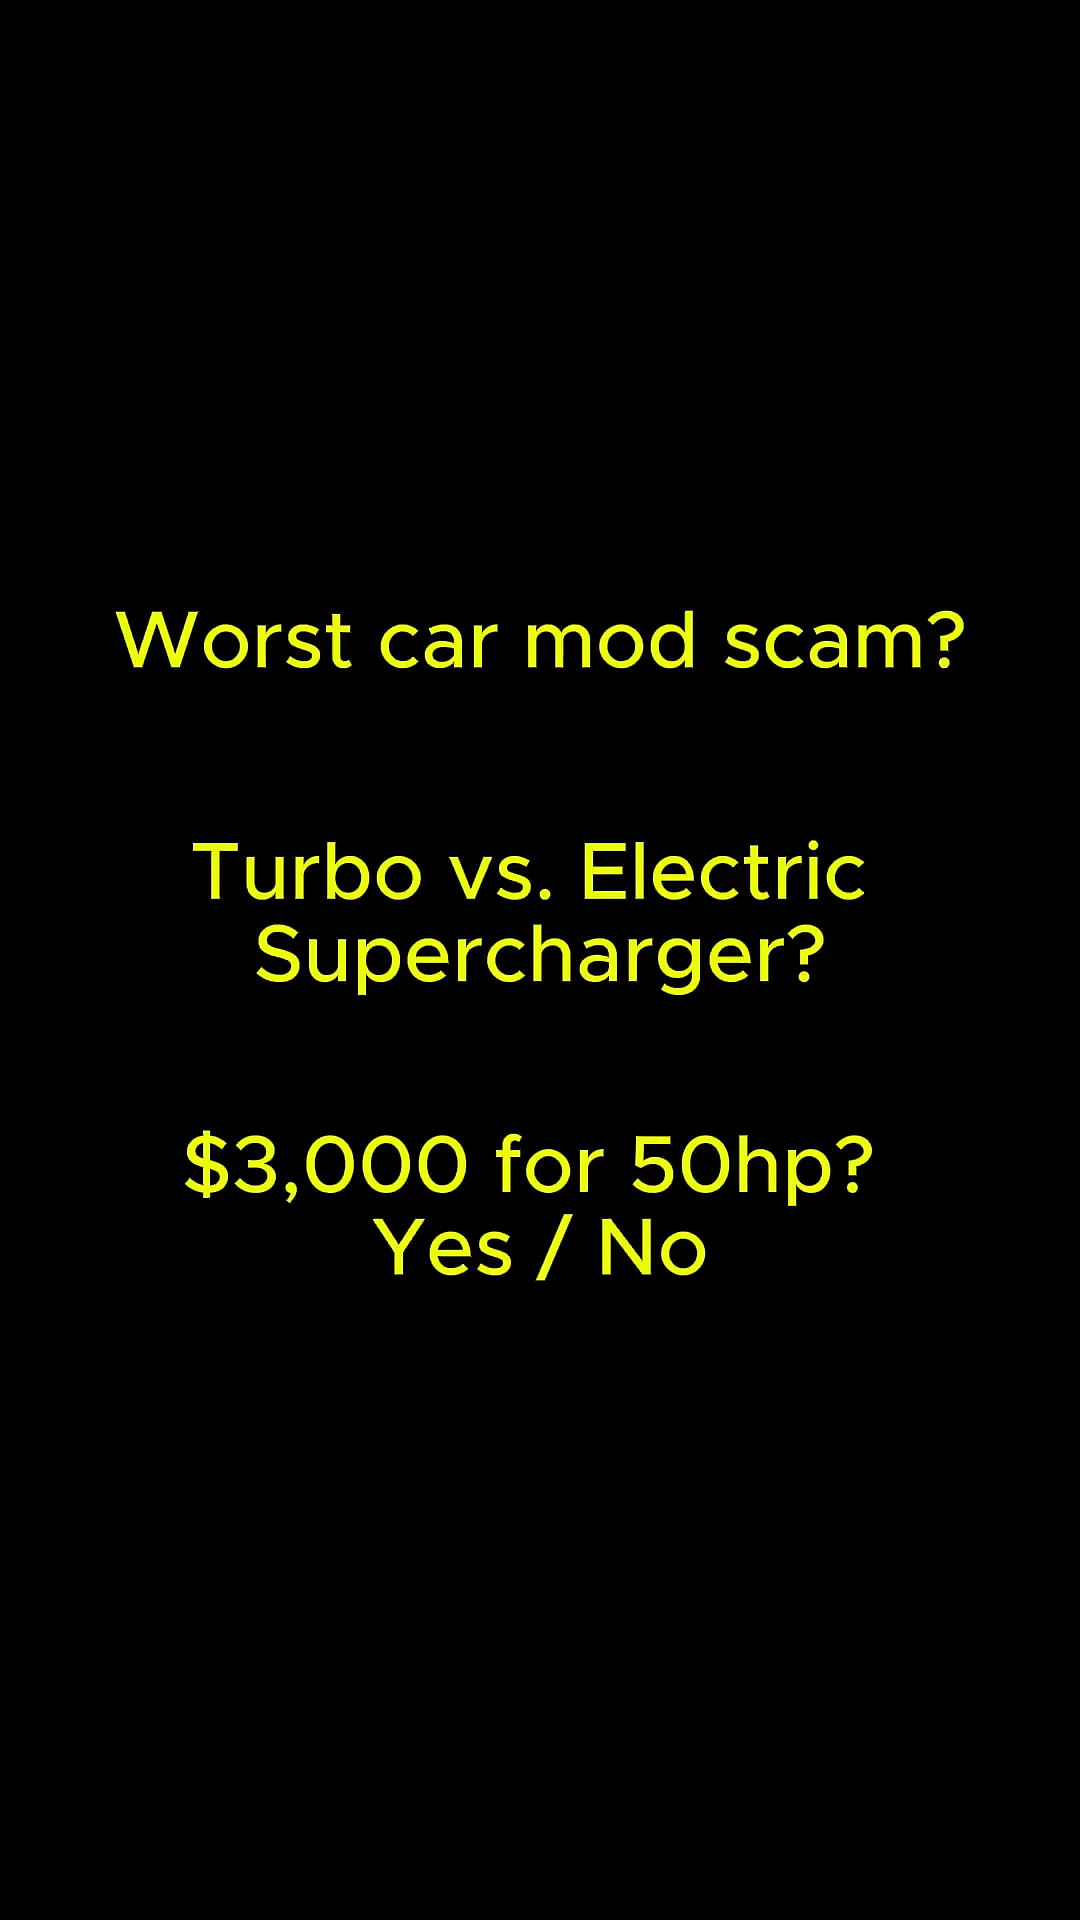 Worst car mod scam?
Turbo vs. Electric
Supercharger?
$3,000 for 50hp?
Yes / No